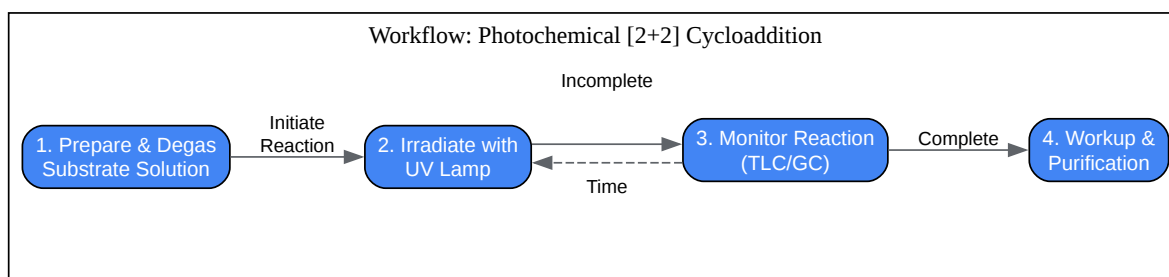 Workflow: Photochemical [2+2] Cycloaddition
Incomplete
1. Prepare & Degas
Substrate Solution
Initiate
Reaction
2. Irradiate with
UV Lamp
Time
3. Monitor Reaction
(TLC/GC)
Complete
4. Workup &
Purification